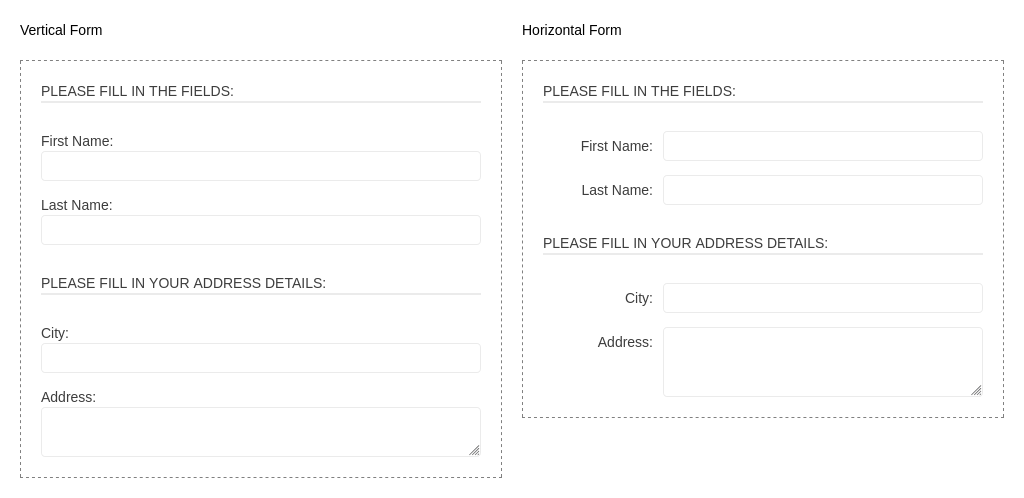 Vertical Form
PLEASE FILL IN THE FIELDS:
First Name:
Last Name:
PLEASE FILL IN YOUR ADDRESS DETAILS:
City:
Address:
Horizontal Form
PLEASE FILL IN THE FIELDS:
First Name:
Last Name:
PLEASE FILL IN YOUR ADDRESS DETAILS:
City:
Address: